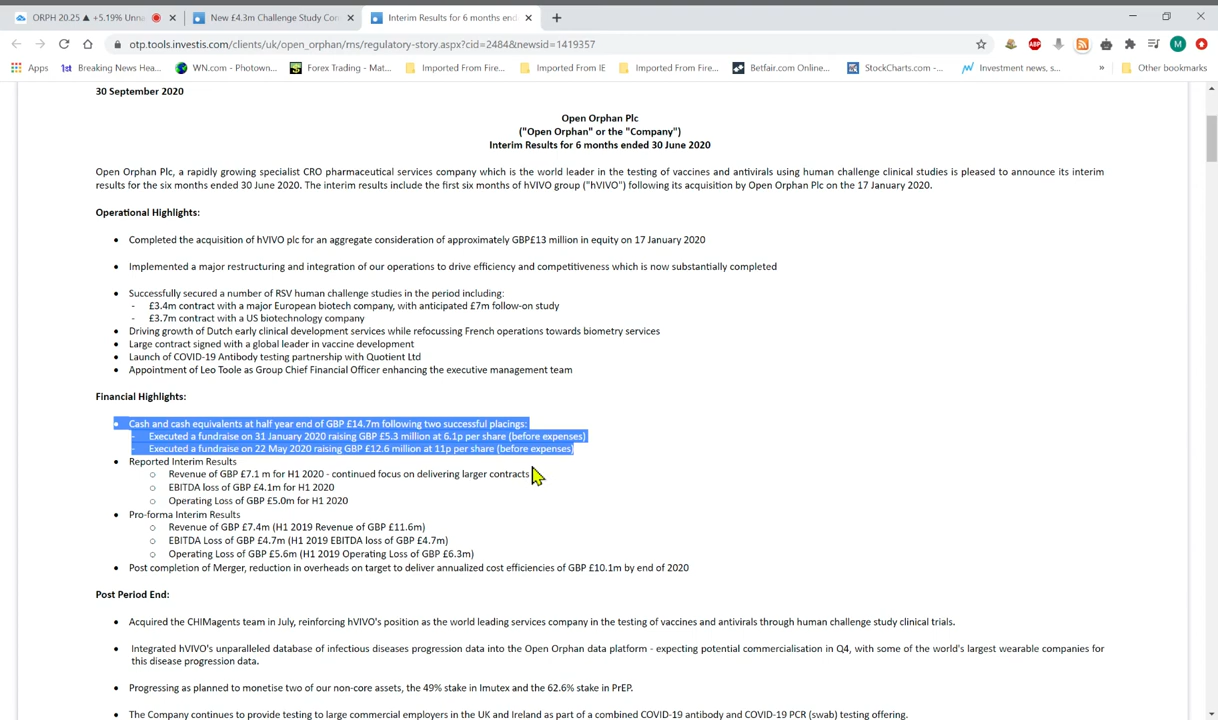 ORPH 20.25 ▲ +5.19% Unna
New £4.3m Challenge Study Con
Interim Results for 6 months end
otp.tools.investis.com/clients/uk/open_orphan/rns/regulatory-story.aspx?cid=2484&newsid=1419357
ABP
M
Apps
1st Breaking News Hea...
WN.com - Photown...
Forex Trading - Mat...
Imported From Fire...
Imported From IE
Imported From Fire...
Betfair.com Online...
StockCharts.com -...
Investment news, s...
»
Other bookmarks
30 September 2020
Open Orphan Plc
("Open Orphan" or the "Company")
Interim Results for 6 months ended 30 June 2020
Open Orphan Plc, a rapidly growing specialist CRO pharmaceutical services company which is the world leader in the testing of vaccines and antivirals using human challenge clinical studies is pleased to announce its interim
results for the six months ended 30 June 2020. The interim results include the first six months of hVIVO group ("hVIVO") following its acquisition by Open Orphan Plc on the 17 January 2020.
Operational Highlights:
• Completed the acquisition of hVIVO plc for an aggregate consideration of approximately GBP£13 million in equity on 17 January 2020
• Implemented a major restructuring and integration of our operations to drive efficiency and competitiveness which is now substantially completed
• Successfully secured a number of RSV human challenge studies in the period including:
- £3.4m contract with a major European biotech company, with anticipated £7m follow-on study
- £3.7m contract with a US biotechnology company
• Driving growth of Dutch early clinical development services while refocussing French operations towards biometry services
• Large contract signed with a global leader in vaccine development
• Launch of COVID-19 Antibody testing partnership with Quotient Ltd
• Appointment of Leo Toole as Group Chief Financial Officer enhancing the executive management team
Financial Highlights:
• Cash and cash equivalents at half year end of GBP £14.7m following two successful placings:
- Executed a fundraise on 31 January 2020 raising GBP £5.3 million at 6.1p per share (before expenses)
- Executed a fundraise on 22 May 2020 raising GBP £12.6 million at 11p per share (before expenses)
• Reported Interim Results
○ Revenue of GBP £7.1 m for H1 2020 - continued focus on delivering larger contracts
○ EBITDA loss of GBP £4.1m for H1 2020
○ Operating Loss of GBP £5.0m for H1 2020
• Pro-forma Interim Results
○ Revenue of GBP £7.4m (H1 2019 Revenue of GBP £11.6m)
○ EBITDA Loss of GBP £4.7m (H1 2019 EBITDA loss of GBP £4.7m)
○ Operating Loss of GBP £5.6m (H1 2019 Operating Loss of GBP £6.3m)
• Post completion of Merger, reduction in overheads on target to deliver annualized cost efficiencies of GBP £10.1m by end of 2020
Post Period End:
• Acquired the CHIMagents team in July, reinforcing hVIVO's position as the world leading services company in the testing of vaccines and antivirals through human challenge study clinical trials.
• Integrated hVIVO's unparalleled database of infectious diseases progression data into the Open Orphan data platform - expecting potential commercialisation in Q4, with some of the world's largest wearable companies for
this disease progression data.
• Progressing as planned to monetise two of our non-core assets, the 49% stake in Imutex and the 62.6% stake in PrEP.
• The Company continues to provide testing to large commercial employers in the UK and Ireland as part of a combined COVID-19 antibody and COVID-19 PCR (swab) testing offering.